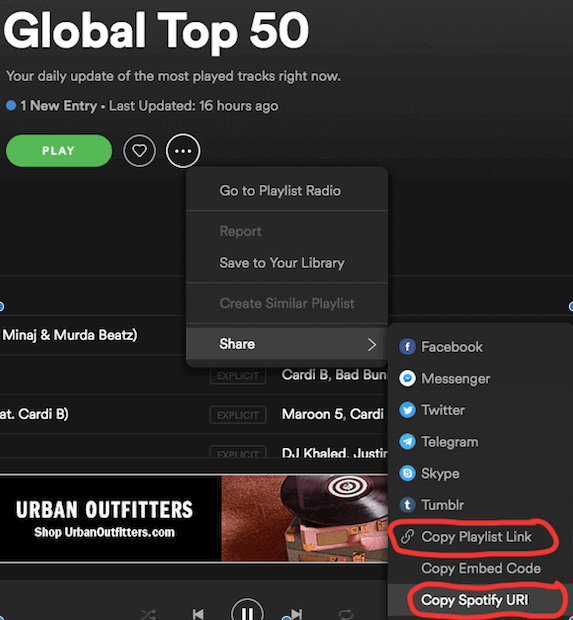 Global Top 50
Your daily update of the most played tracks right now.
1 New Entry • Last Updated: 16 hours ago
PLAY
Go to Playlist Radio
Report
Save to Your Library
Create Similar Playlist
Minaj & Murda Beatz)
Share
Facebook
EXPLICIT
Cardi B, Bad Bun
Messenger
at. Cardi B)
EXPLICIT
Maroon 5, Cardi
Twitter
Telegram
EXPLICIT
DJ Khaled, Justin
Skype
URBAN OUTFITTERS
Shop UrbanOutfitters.com
Tumblr
Copy Playlist Link
Copy Embed Code
Copy Spotify URI